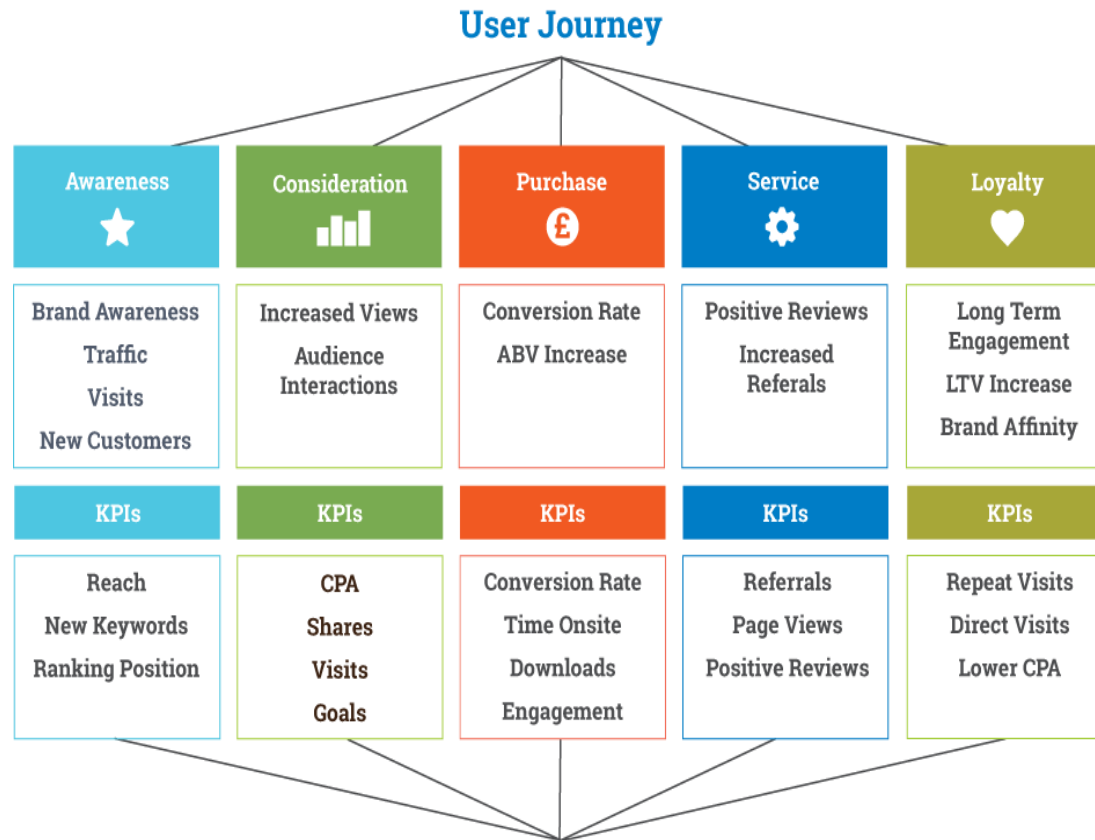 User Journey
Awareness
Consideration
Purchase
£
Service
Loyalty
Brand Awareness
Traffic
Visits
New Customers
Increased Views
Audience
Interactions
Conversion Rate
ABV Increase
Positive Reviews
Increased
Referrals
Long Term
Engagement
LTV Increase
Brand Affinity
KPIs
KPIs
KPIs
KPIs
KPIs
Reach
New Keywords
Ranking Position
CPA
Shares
Visits
Goals
Conversion Rate
Time Onsite
Downloads
Engagement
Referrals
Page Views
Positive Reviews
Repeat Visits
Direct Visits
Lower CPA